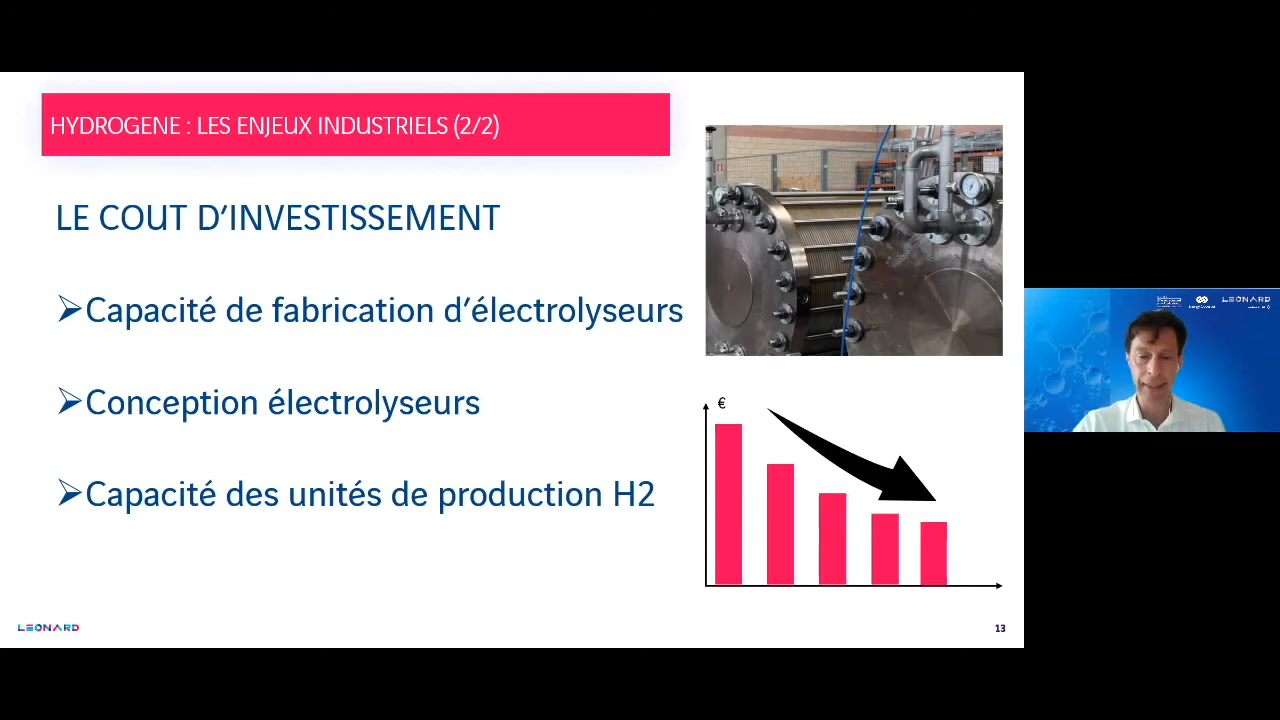 HYDROGENE : LES ENJEUX INDUSTRIELS (2/2)
LE COUT D’INVESTISSEMENT
➢Capacité de fabrication d’électrolyseurs
➢Conception électrolyseurs
➢Capacité des unités de production H2
€
LEONARD
13
LEONARD